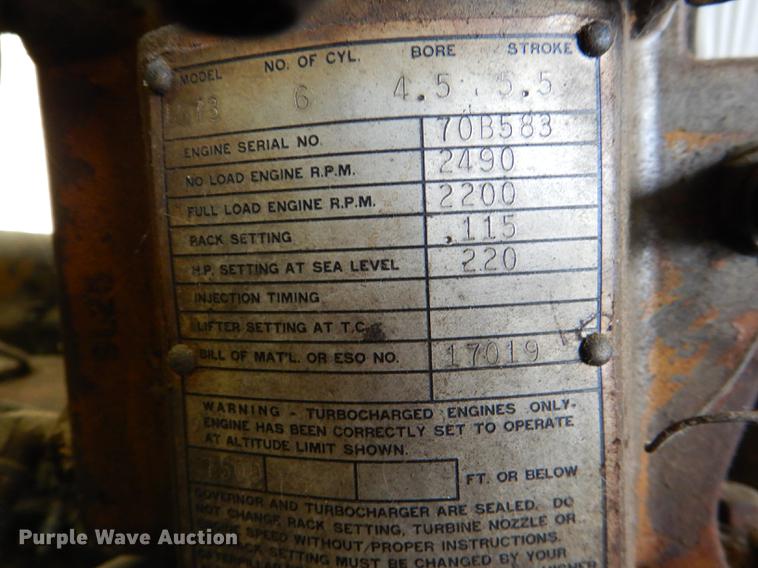 MODEL NO. OF CYL. BORE STROKE
6 4.5 5.5
ENGINE SERIAL NO. 70B583
NO LOAD ENGINE R.P.M. 2490
FULL LOAD ENGINE R.P.M. 2200
RACK SETTING .115
H.P. SETTING AT SEA LEVEL 220
INJECTION TIMING
LIFTER SETTING AT T.C.
BILL OF MAT'L. OR ESO NO. 17019
WARNING - TURBOCHARGED ENGINES ONLY-
ENGINE HAS BEEN CORRECTLY SET TO OPERATE
AT ALTITUDE LIMIT SHOWN.
FT. OR BELOW
GOVERNOR AND TURBOCHARGER ARE SEALED. DO
NOT CHANGE RACK SETTING, TURBINE NOZZLE OR
SPEED WITHOUT PROPER INSTRUCTIONS.
RACK SETTING MUST BE CHANGED BY YOUR
Purple Wave Auction